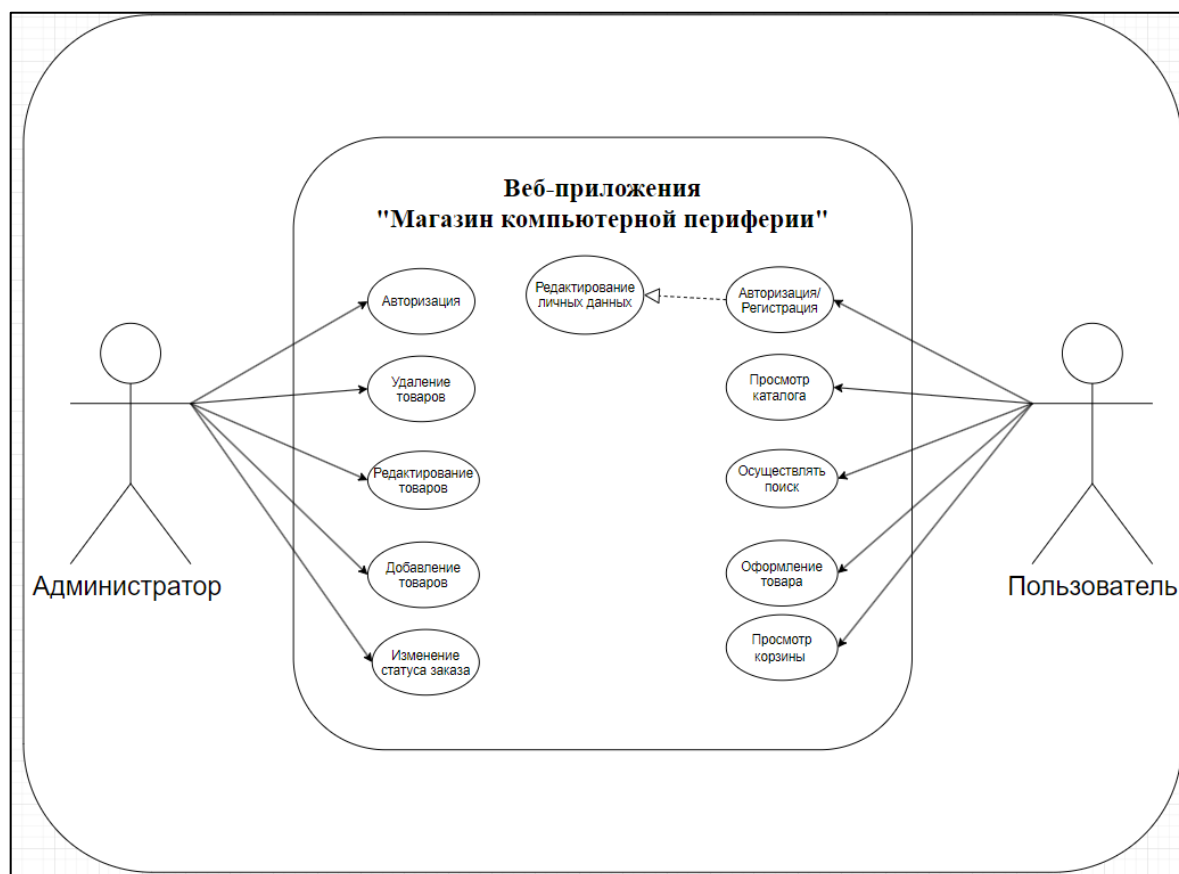 Веб-приложения
"Магазин компьютерной периферии"
Авторизация
Удаление
товаров
Редактирование
товаров
Добавление
товаров
Изменение
статуса заказа
Редактирование
личных данных
Авторизация/
Регистрация
Просмотр
каталога
Осуществлять
поиск
Оформление
товара
Просмотр
корзины
Администратор
Пользователь